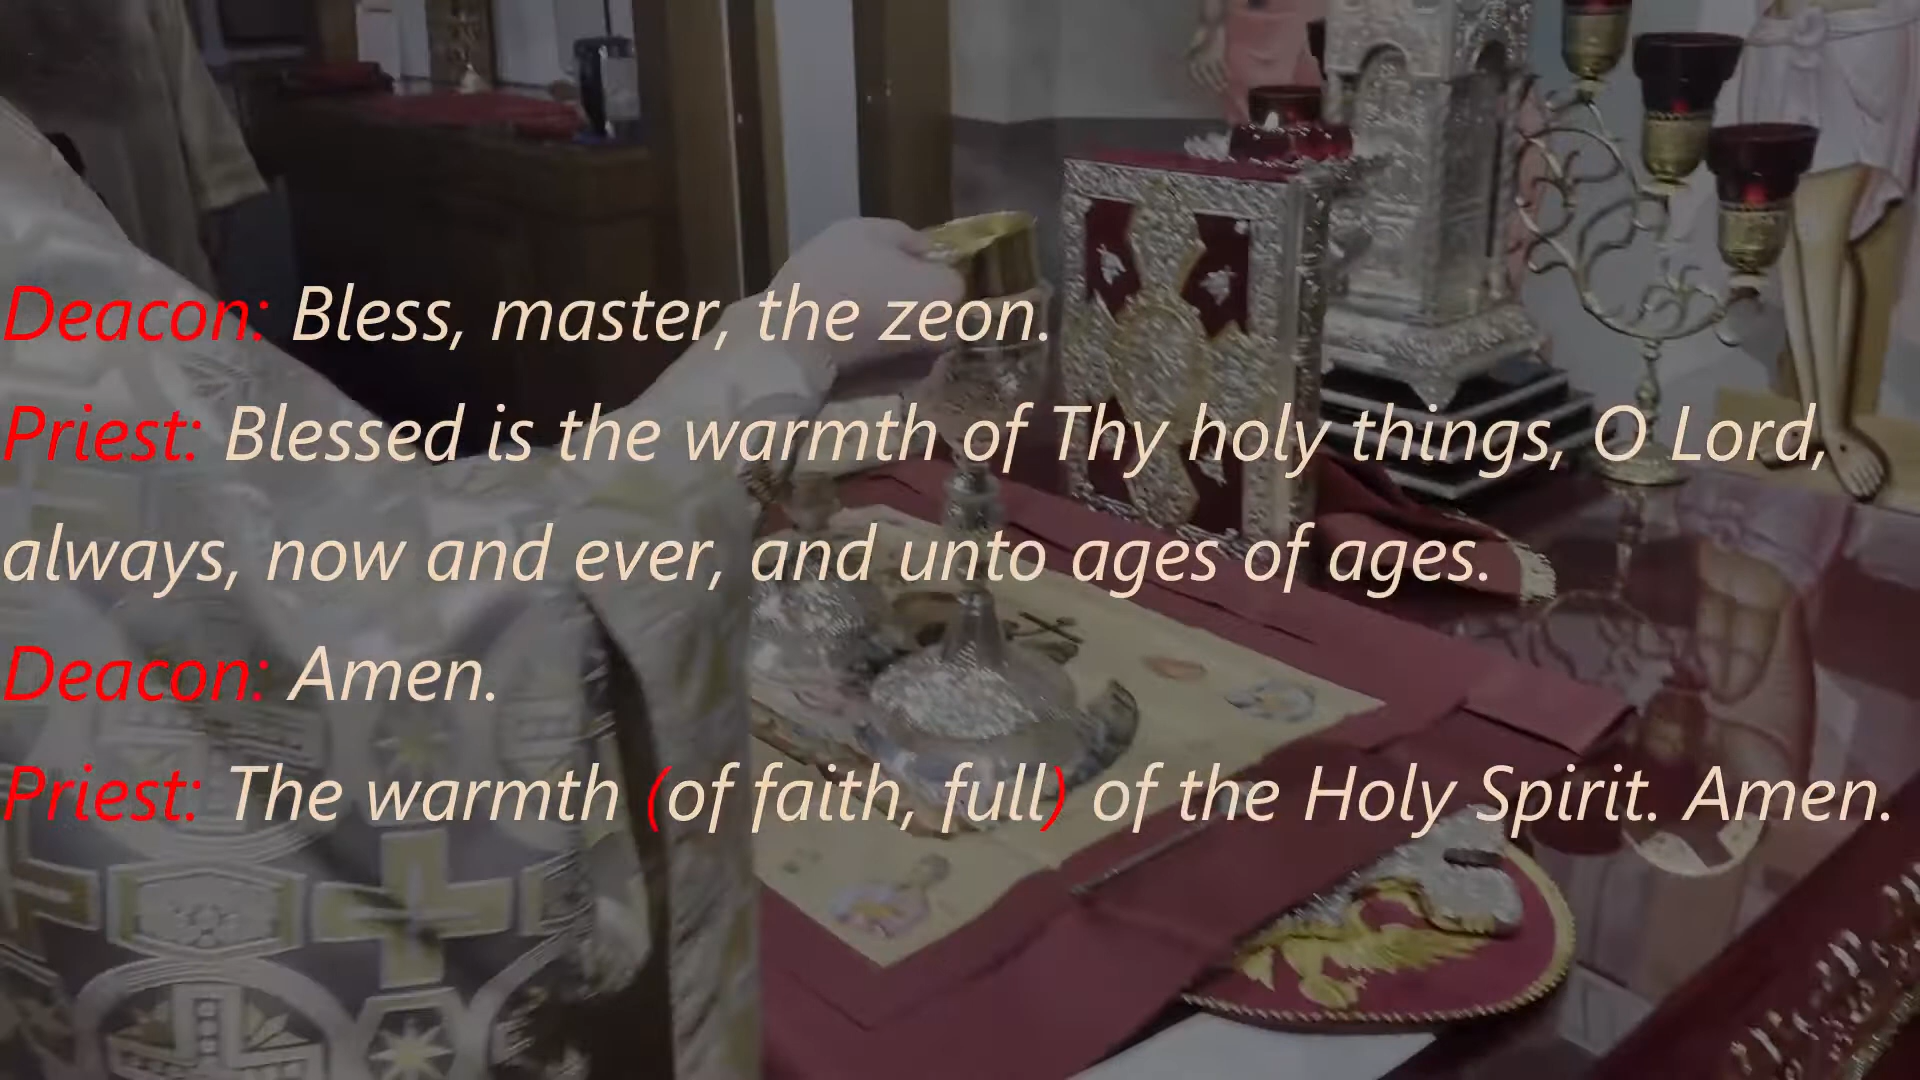 Deacon: Bless, master, the zeon.
Priest: Blessed is the warmth of Thy holy things, O Lord,
always, now and ever, and unto ages of ages.
Deacon: Amen.
Priest: The warmth (of faith, full) of the Holy Spirit. Amen.